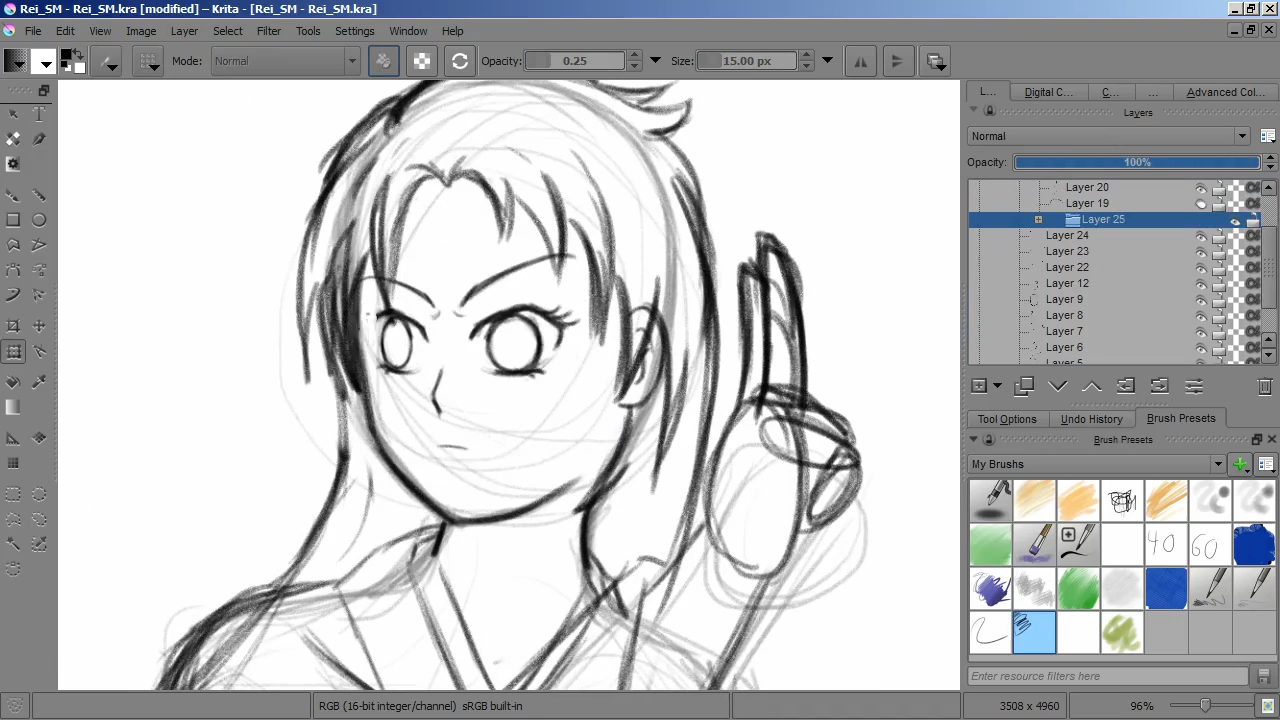 Rei_SM - Rei_SM.kra [modified] – Krita - [Rei_SM - Rei_SM.kra]
File Edit View Image Layer Select Filter Tools Settings Window Help
Mode: Normal Opacity: 0.25 Size: 15.00 px
L... Digital C... C... ... Advanced Col...
Layers
Normal
Opacity: 100%
Layer 20
Layer 19
Layer 25
Layer 24
Layer 23
Layer 22
Layer 12
Layer 9
Layer 8
Layer 7
Layer 6
Layer 5
Tool Options Undo History Brush Presets
Brush Presets
My Brushes
40 60
Enter resource filters here
RGB (16-bit integer/channel) sRGB built-in 3508 x 4960 96%